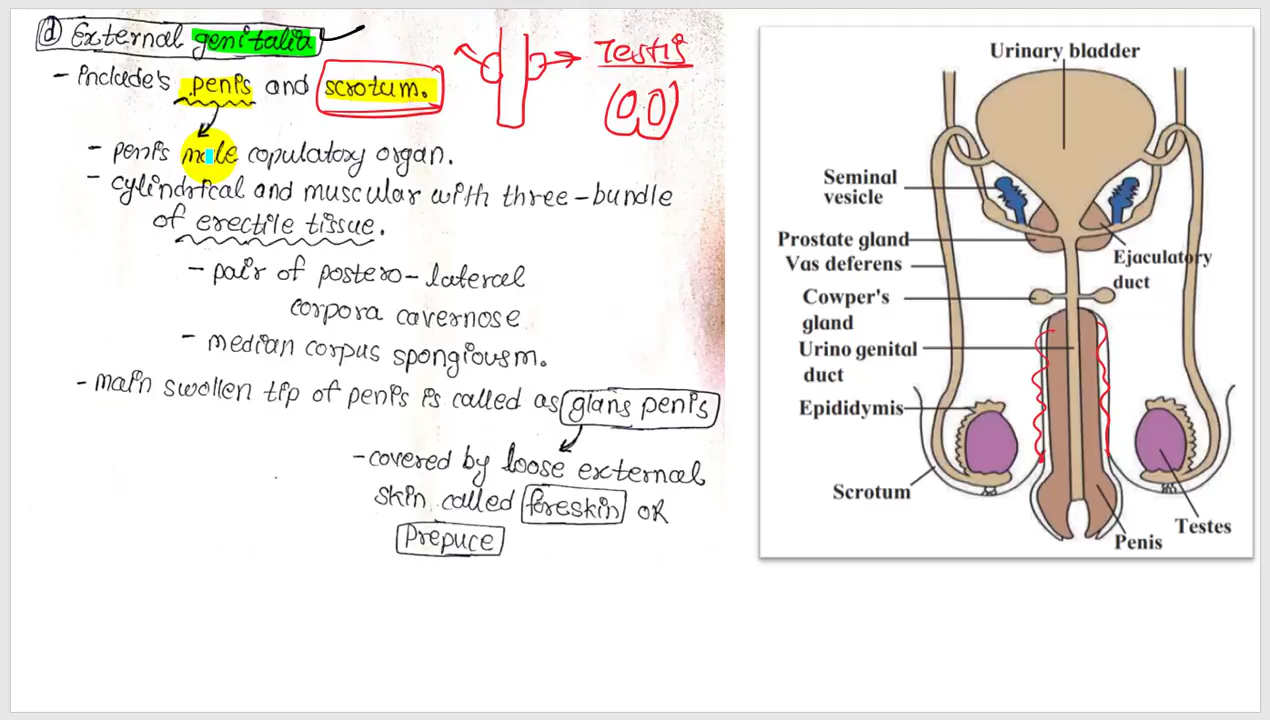 (d) External genitalia
- include's penis and scrotum.
Testis
- penis male copulatory organ.
- cylindrical and muscular with three-bundle
of erectile tissue.
- pair of postero-lateral
corpora cavernose
- median corpus spongiousm.
- main swollen tip of penis is called as glans penis
- covered by loose external
skin called foreskin or
Prepuce
Urinary bladder
Seminal
vesicle
Prostate gland
Vas deferens
Ejaculatory
duct
Cowper's
gland
Urino genital
duct
Epididymis
Scrotum
Testes
Penis